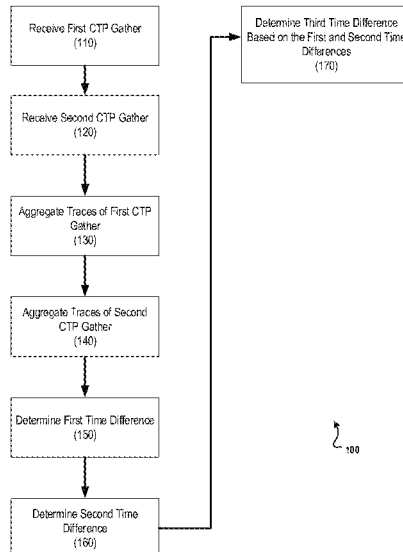 Receive First CTP Gather
(110)
Receive Second CTP Gather
(120)
Aggregate Traces of First CTP
Gather
(130)
Aggregate Traces of Second
CTP Gather
(140)
Determine First Time Difference
(150)
Determine Second Time
Difference
(160)
Determine Third Time Difference
Based on the First and Second Time
Differences
(170)
100